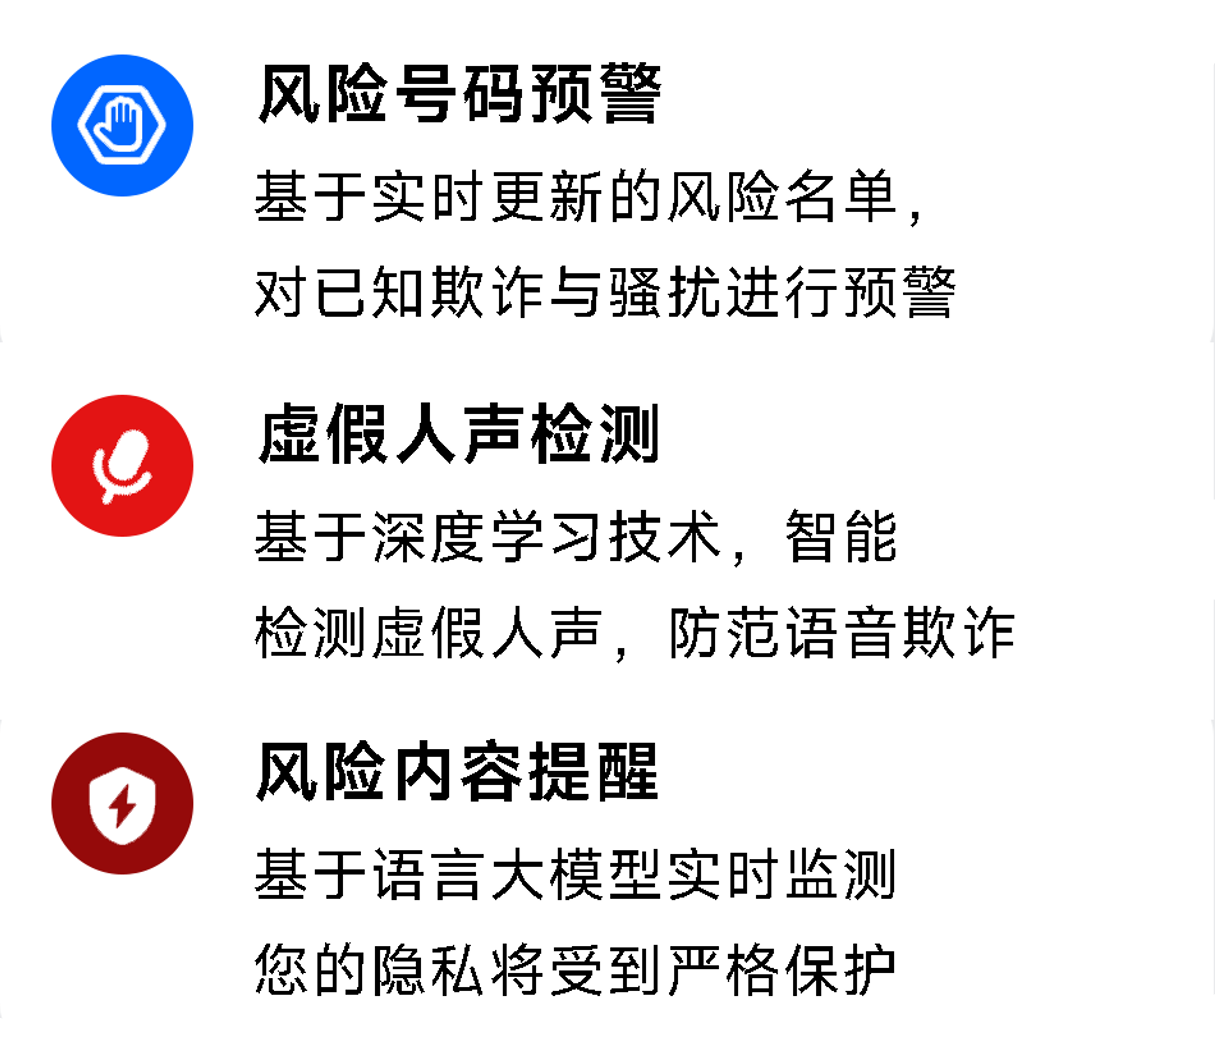 风险号码预警
基于实时更新的风险名单，
对已知欺诈与骚扰进行预警
虚假人声检测
基于深度学习技术，智能
检测虚假人声，防范语音欺诈
风险内容提醒
基于语言大模型实时监测
您的隐私将受到严格保护